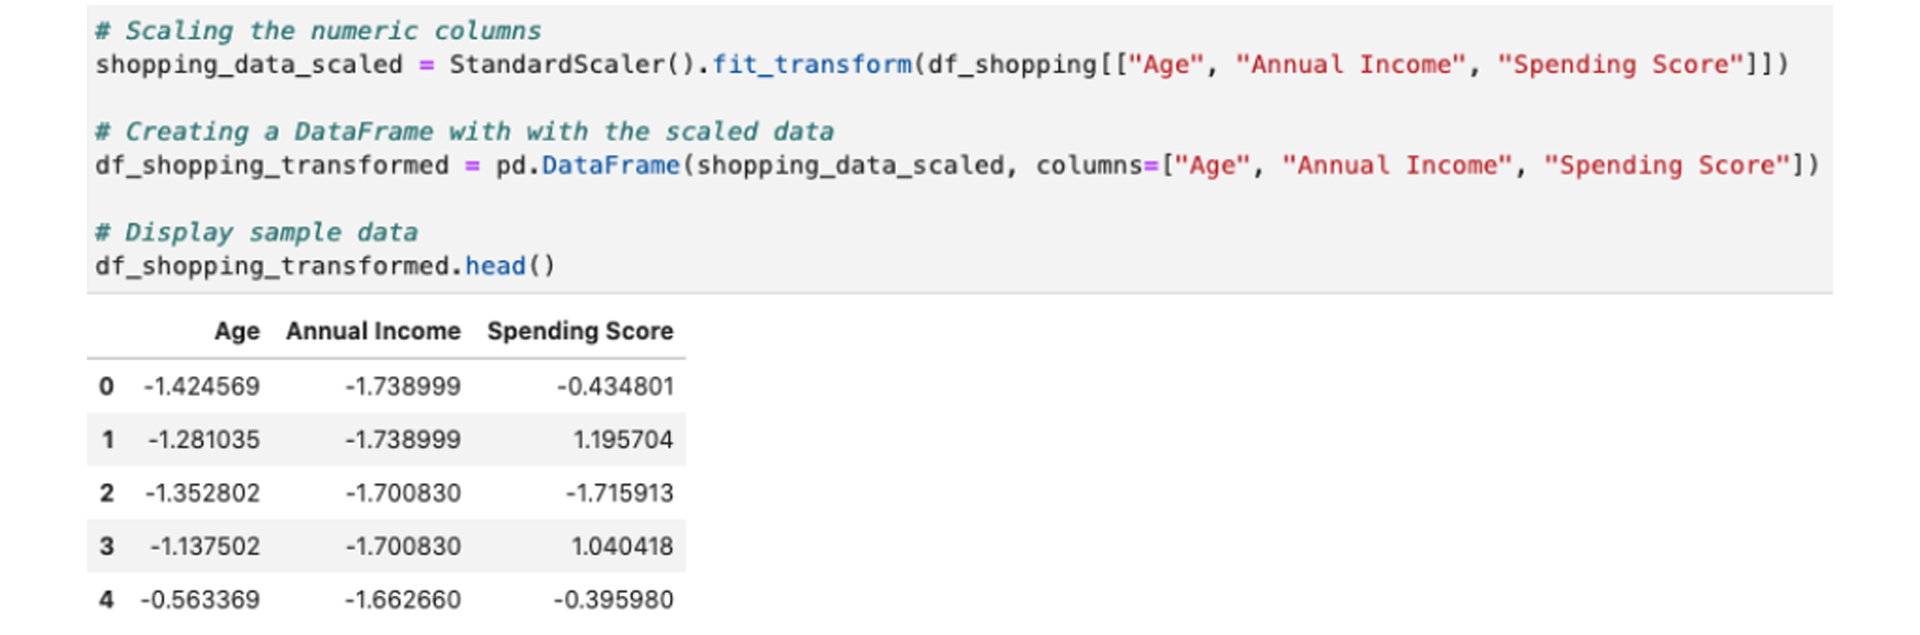 # Scaling the numeric columns
shopping_data_scaled = StandardScaler().fit_transform(df_shopping[["Age", "Annual Income", "Spending Score"]])
# Creating a DataFrame with with the scaled data
df_shopping_transformed = pd.DataFrame(shopping_data_scaled, columns=["Age", "Annual Income", "Spending Score"])
# Display sample data
df_shopping_transformed.head()
Age Annual Income Spending Score
0 -1.424569 -1.738999 -0.434801
1 -1.281035 -1.738999 1.195704
2 -1.352802 -1.700830 -1.715913
3 -1.137502 -1.700830 1.040418
4 -0.563369 -1.662660 -0.395980